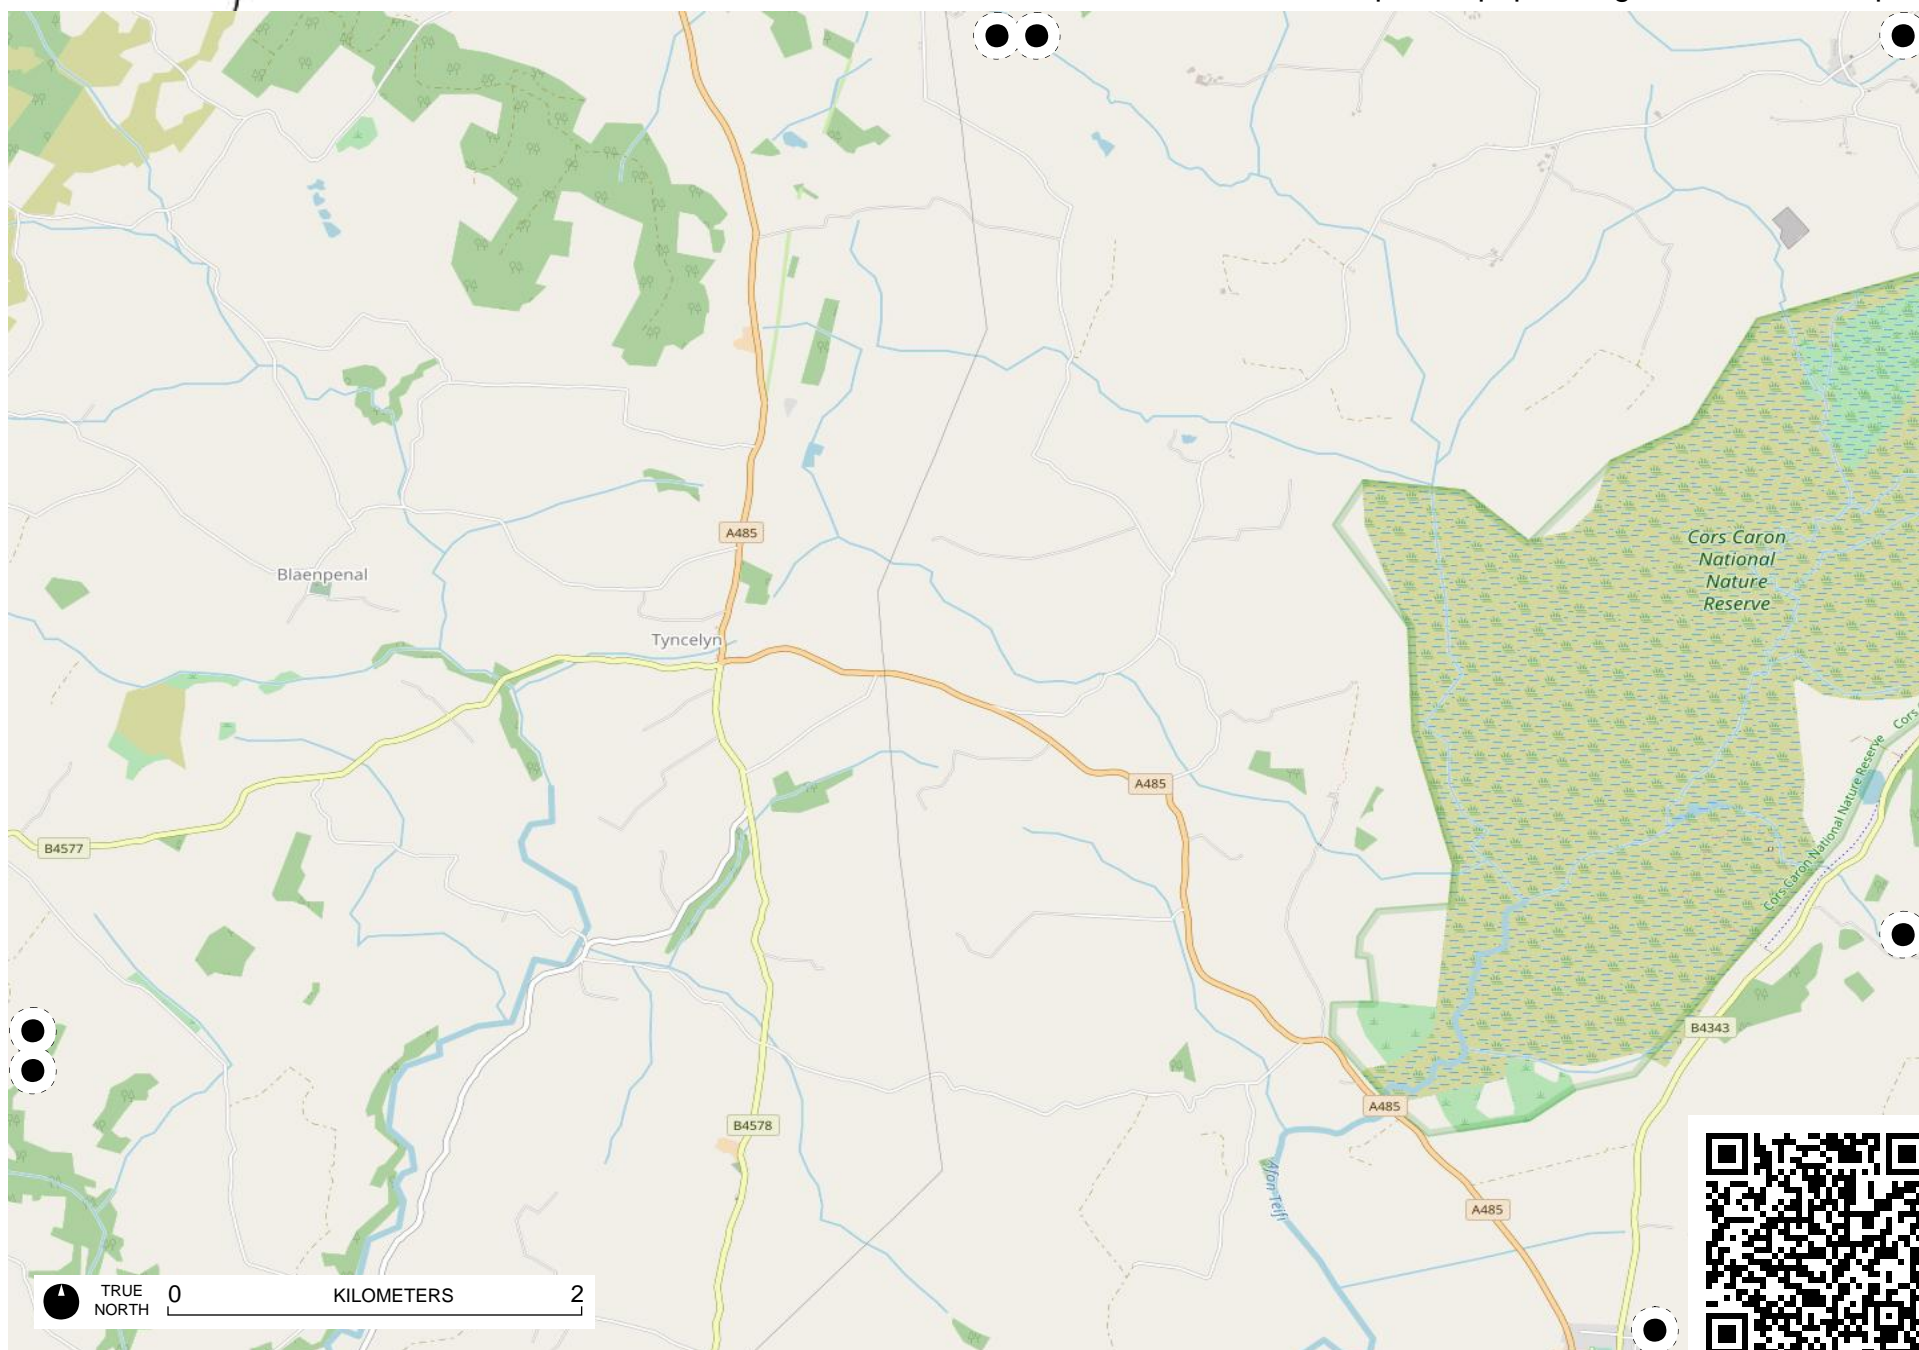 A485
Cors Caron
National
Nature
Reserve
Blaenpenal
Tyncelyn
Cors
A485
Cors Caron National Nature Reserve
B4577
B4343
A485
B4578
Afon Teifi
A485
TRUE
NORTH
0
KILOMETERS
2